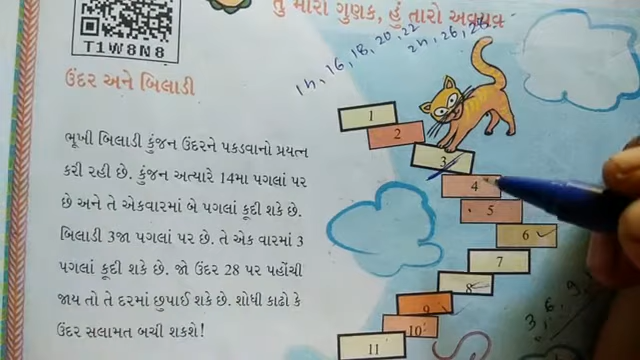 T1W8N8
તુ મારો ગુણક, હું તારો અવયવ
14, 16, 18, 20, 22
24, 26, 28
ઉંદર અને બિલાડી
ભૂખી બિલાડી કુંજન ઉંદરને પકડવાનો પ્રયત્ન
કરી રહી છે. કુંજન અત્યારે 14મા પગલાં પર
છે અને તે એકવારમાં બે પગલાં કૂદી શકે છે.
બિલાડી 3જા પગલાં પર છે. તે એક વારમાં 3
પગલાં કૂદી શકે છે. જો ઉંદર 28 પર પહોંચી
જાય તો તે દરમાં છુપાઈ શકે છે. શોધી કાઢો કે
ઉંદર સલામત બચી શકશે!
1
2
3
4
5
6
7
8
9
10
11
3, 6, 9